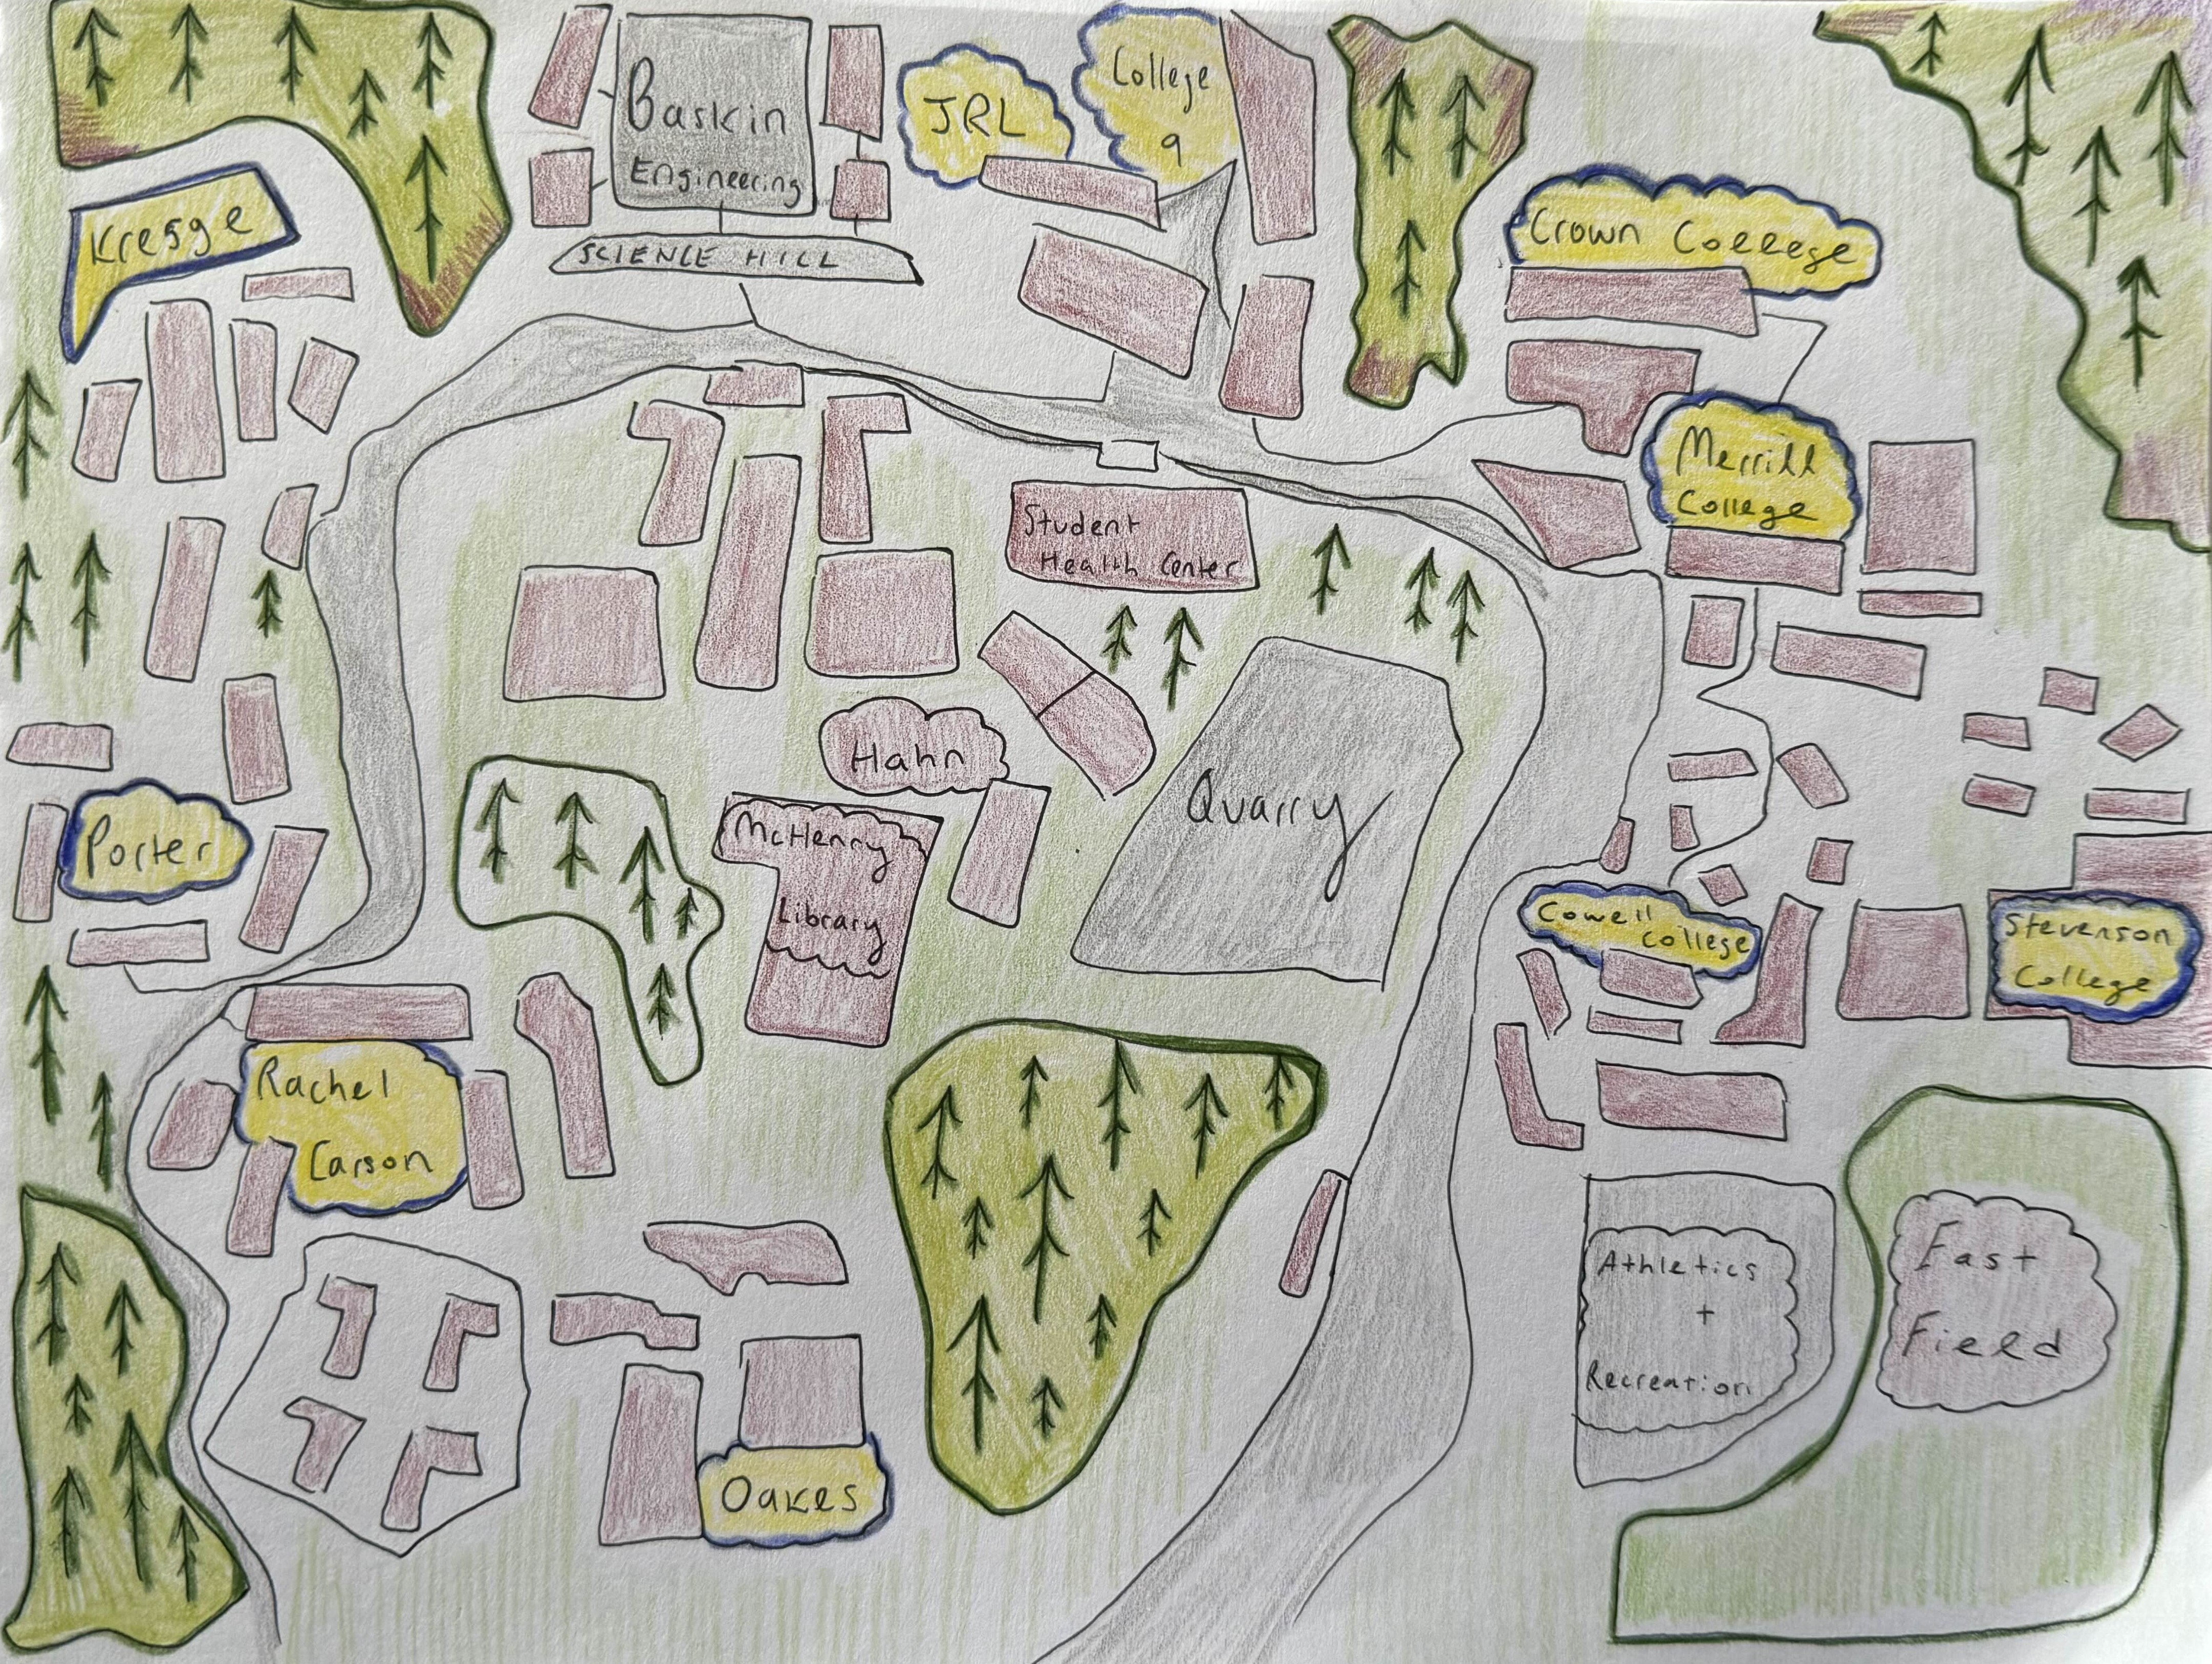 Baskin
Engineering
SCIENCE HILL
JRL
College
9
Kresge
Crown College
Merrill
College
Student
Health Center
Hahn
Quarry
McHenry
Library
Porter
Cowell
College
Stevenson
College
Rachel
Carson
Athletics
+
Recreation
East
Field
Oakes